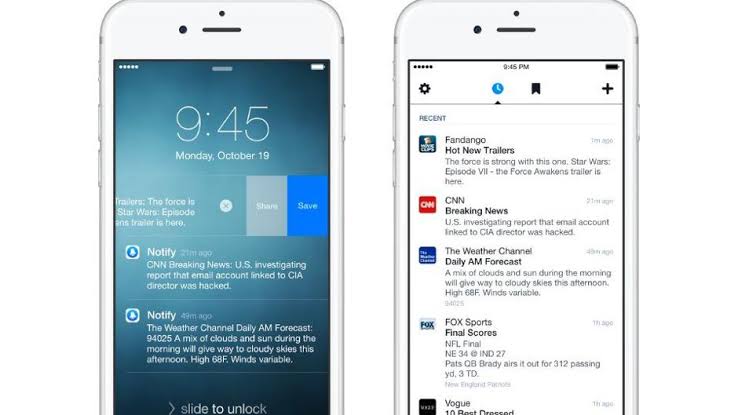 9:45
Monday, October 19
Trailers: The force is
Star Wars: Episode
ens trailer is here.
Share
Save
Notify 21m ago
CNN Breaking News: U.S. investigating
report that email account linked to CIA
director was hacked.
Notify 49m ago
The Weather Channel Daily AM Forecast:
94025 A mix of clouds and sun during the
morning will give way to cloudy skies this
afternoon. High 68F. Winds variable.
> slide to unlock
9:45 PM
RECENT
Fandango 1m ago
Hot New Trailers
The force is strong with this one. Star Wars:
Episode VII - the Force Awakens trailer is
here.
CNN
CNN 21m ago
Breaking News
U.S. investigating report that email account
linked to CIA director was hacked.
The Weather Channel 49m ago
The
Weather
Channel
Daily AM Forecast
A mix of clouds and sun during the morning
will give way to cloudy skies this afternoon.
High 68F. Winds variable.
94025
FOX
FOX Sports 1h ago
Final Scores
NFL Final
NE 34 @ IND 27
Pats QB Brady airs it out for 312 passing
yd, 3 TD.
New England Patriots
Vogue 1h ago
10 Best Dressed